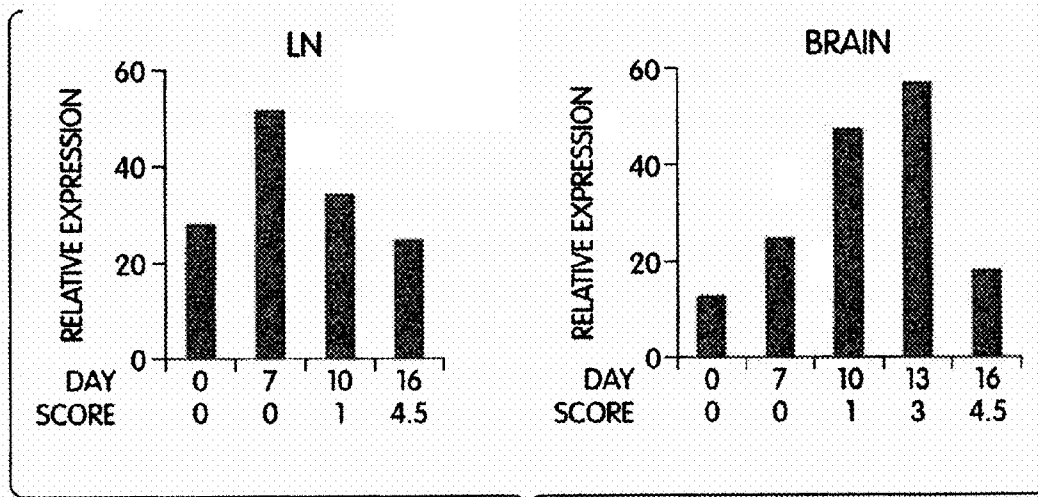 LN
60
40
20
0
RELATIVE EXPRESSION
DAY 0 7 10 16
SCORE 0 0 1 4.5
BRAIN
60
40
20
0
RELATIVE EXPRESSION
DAY 0 7 10 13 16
SCORE 0 0 1 3 4.5